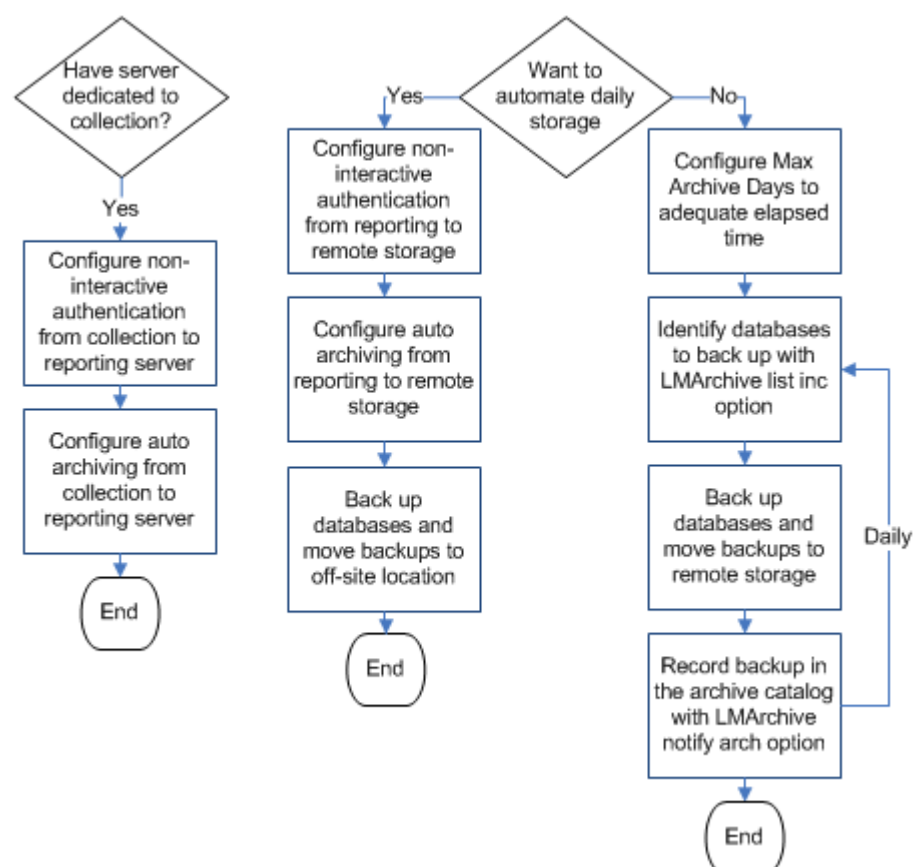 Have server
dedicated to
collection?
Yes
Configure non-
interactive
authentication
from collection to
reporting server
Configure auto
archiving from
collection to
reporting server
End
Want to
automate daily
storage
Yes
No
Configure non-
interactive
authentication
from reporting to
remote storage
Configure auto
archiving from
reporting to remote
storage
Back up
databases and
move backups to
off-site location
End
Configure Max
Archive Days to
adequate elapsed
time
Identify databases
to back up with
LMArchive list inc
option
Back up
databases and
move backups to
remote storage
Daily
Record backup in
the archive catalog
with LMArchive
notify arch option
End